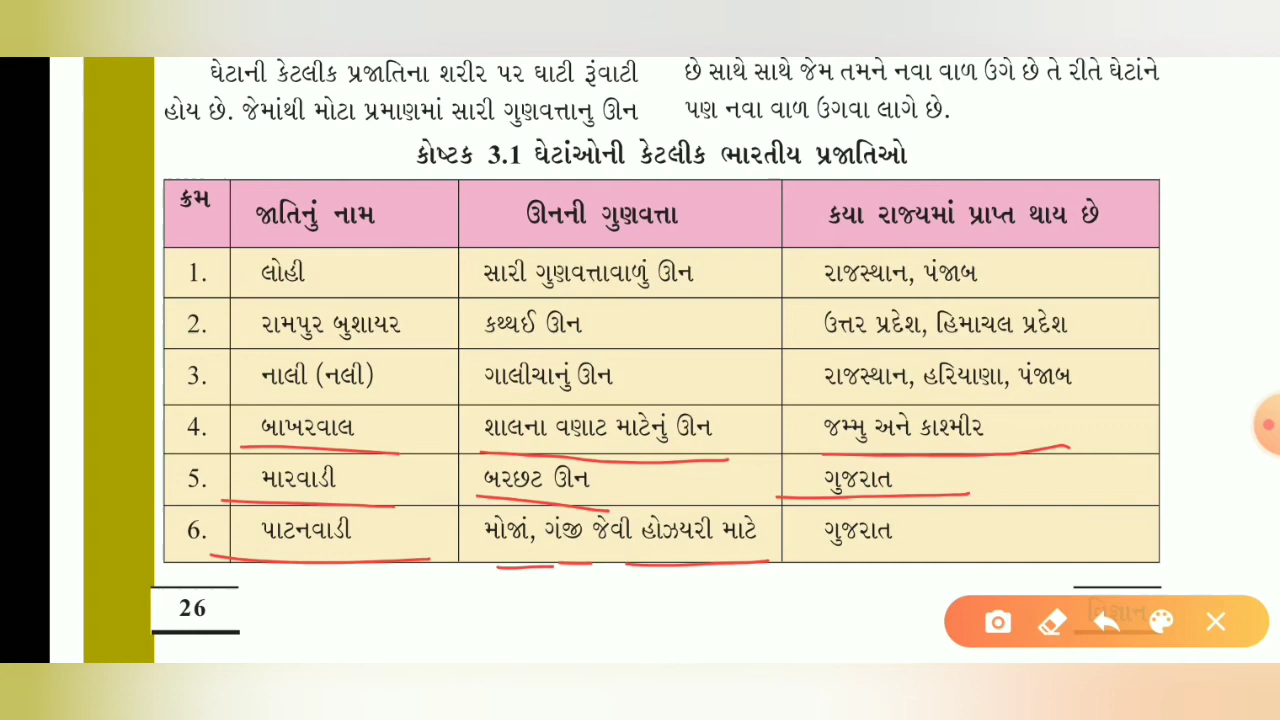 ઘેટાની કેટલીક પ્રજાતિના શરીર પર ઘાટી રૂંવાટી
હોય છે. જેમાંથી મોટા પ્રમાણમાં સારી ગુણવત્તાનુ ઊન
છે સાથે સાથે જેમ તમને નવા વાળ ઉગે છે તે રીતે ઘેટાંને
પણ નવા વાળ ઉગવા લાગે છે.
કોષ્ટક 3.1 ઘેટાંઓની કેટલીક ભારતીય પ્રજાતિઓ
ક્રમ જાતિનું નામ ઊનની ગુણવત્તા કયા રાજ્યમાં પ્રાપ્ત થાય છે
1. લોહી સારી ગુણવત્તાવાળું ઊન રાજસ્થાન, પંજાબ
2. રામપુર બુશાયર કથ્થઈ ઊન ઉત્તર પ્રદેશ, હિમાચલ પ્રદેશ
3. નાલી (નલી) ગાલીચાનું ઊન રાજસ્થાન, હરિયાણા, પંજાબ
4. બાખરવાલ શાલના વણાટ માટેનું ઊન જમ્મુ અને કાશ્મીર
5. મારવાડી બરછટ ઊન ગુજરાત
6. પાટનવાડી મોજાં, ગંજી જેવી હોઝયરી માટે ગુજરાત
26
વિજ્ઞાન